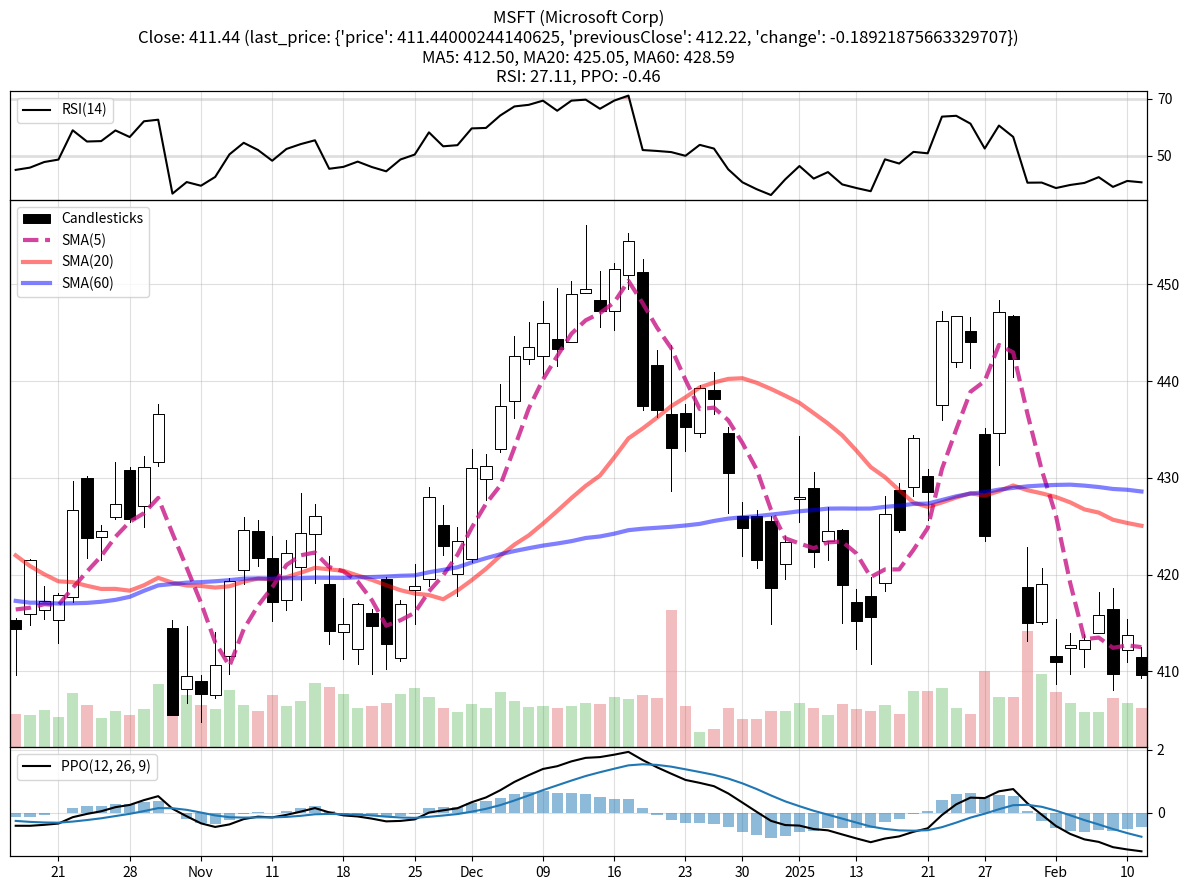 MSFT (Microsoft Corp)
Close: 411.44 (last_price: {'price': 411.44000244140625, 'previousClose': 412.22, 'change': -0.18921875663329707})
MA5: 412.50, MA20: 425.05, MA60: 428.59
RSI: 27.11, PPO: -0.46
RSI(14)
70
50
Candlesticks
SMA(5)
SMA(20)
SMA(60)
450
440
430
420
410
PPO(12, 26, 9)
2
0
21 28 Nov 11 18 25 Dec 09 16 23 30 2025 13 21 27 Feb 10